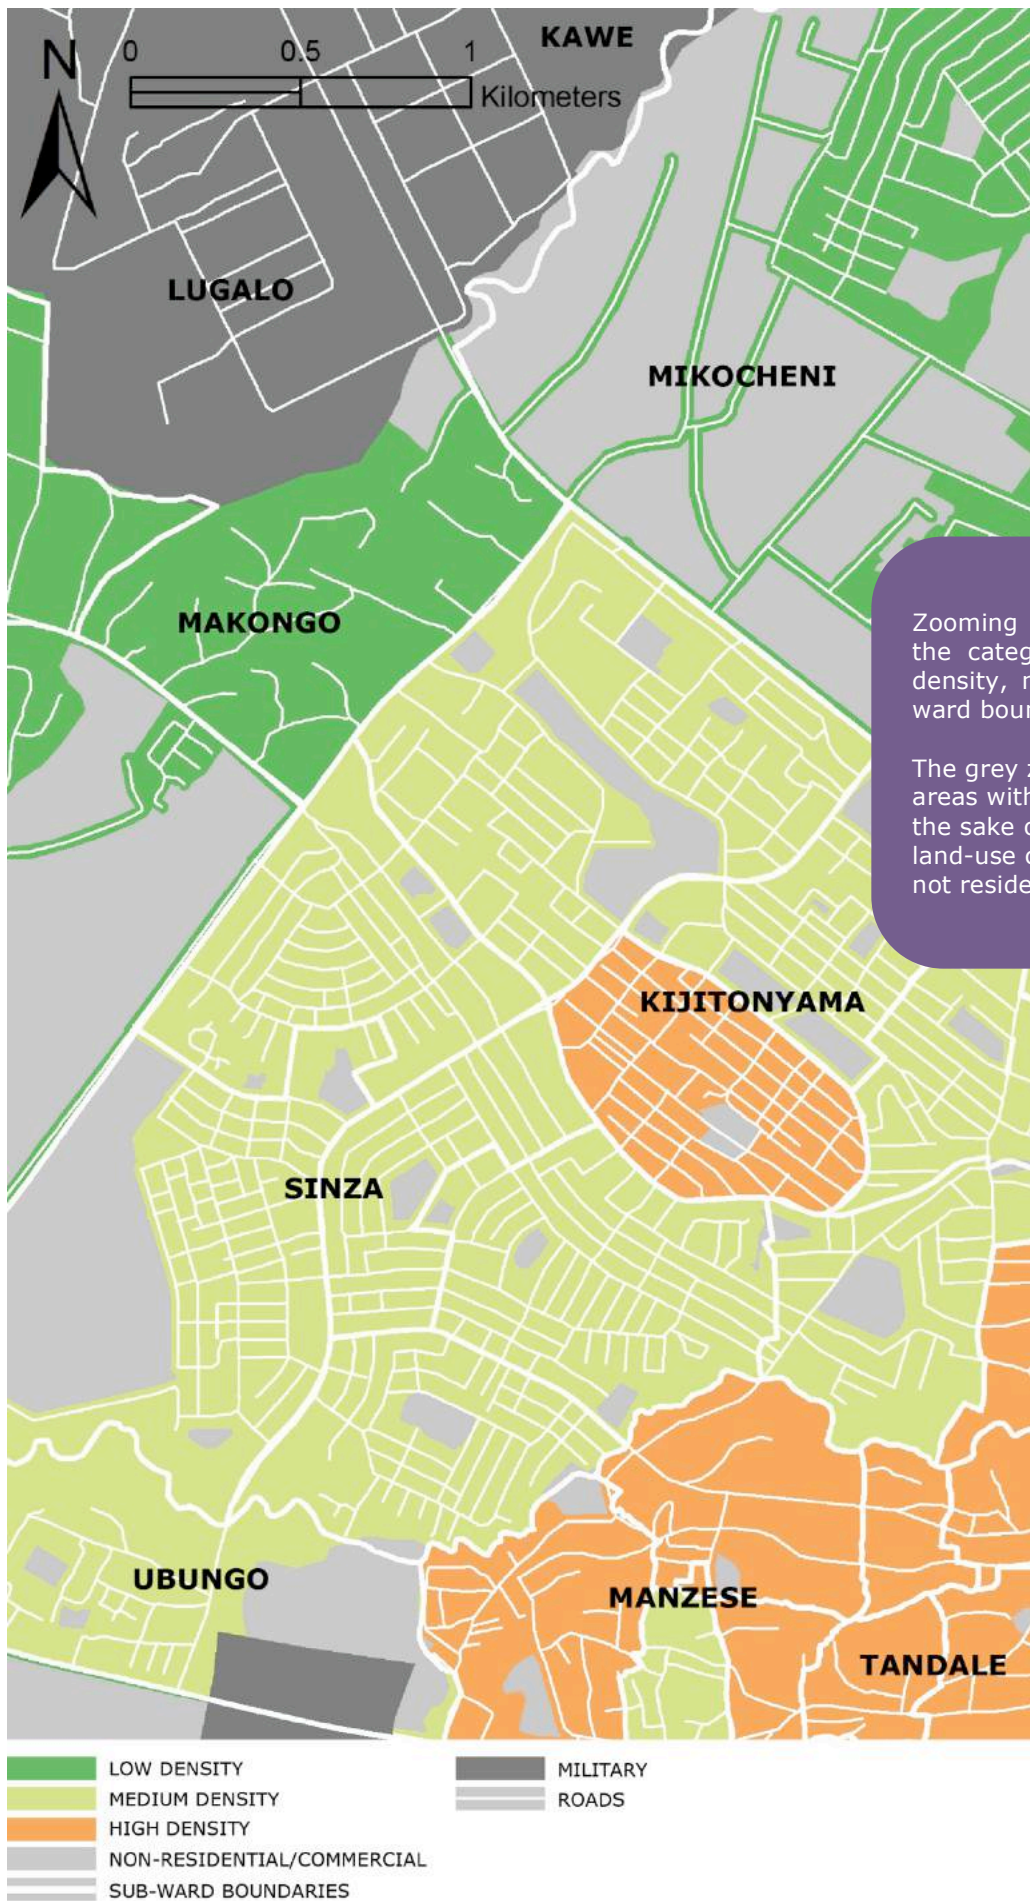 N
0 0.5 1
Kilometers
KAWE
LUGALO
MIKOCHENI
MAKONGO
Zooming
the categ
density, r
ward bour
The grey z
areas with
the sake o
land-use o
not reside
KIJITONYAMA
SINZA
UBUNGO
MANZESE
TANDALE
LOW DENSITY
MEDIUM DENSITY
HIGH DENSITY
NON-RESIDENTIAL/COMMERCIAL
SUB-WARD BOUNDARIES
MILITARY
ROADS